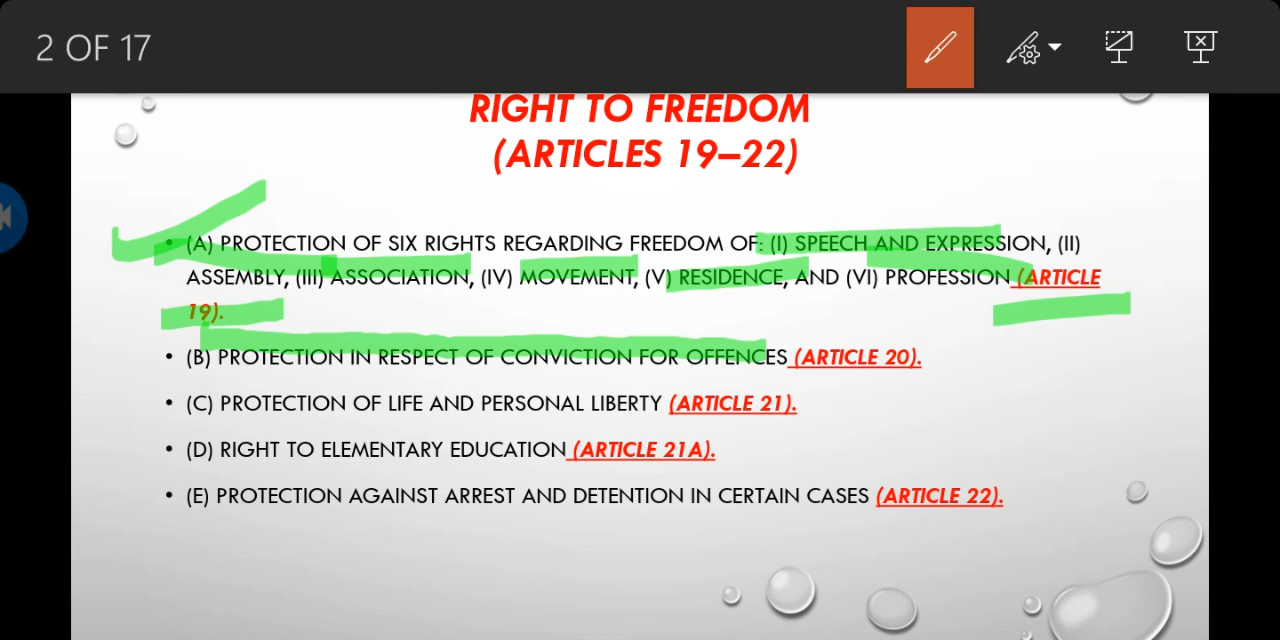 2 OF 17
RIGHT TO FREEDOM
(ARTICLES 19–22)
• (A) PROTECTION OF SIX RIGHTS REGARDING FREEDOM OF: (I) SPEECH AND EXPRESSION, (II)
ASSEMBLY, (III) ASSOCIATION, (IV) MOVEMENT, (V) RESIDENCE, AND (VI) PROFESSION (ARTICLE
19).
• (B) PROTECTION IN RESPECT OF CONVICTION FOR OFFENCES (ARTICLE 20).
• (C) PROTECTION OF LIFE AND PERSONAL LIBERTY (ARTICLE 21).
• (D) RIGHT TO ELEMENTARY EDUCATION (ARTICLE 21A).
• (E) PROTECTION AGAINST ARREST AND DETENTION IN CERTAIN CASES (ARTICLE 22).